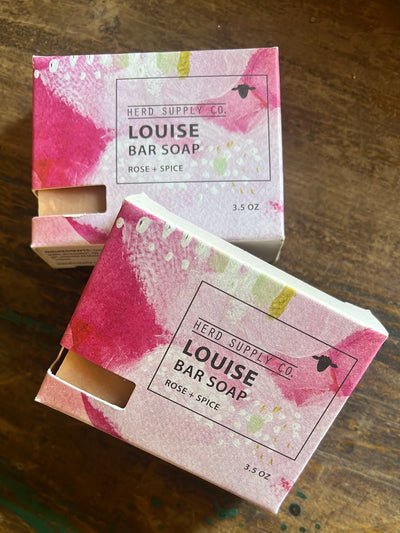 HERD SUPPLY CO.
LOUISE
BAR SOAP
ROSE + SPICE
3.5 OZ
HERD SUPPLY CO.
LOUISE
BAR SOAP
ROSE + SPICE
3.5 OZ